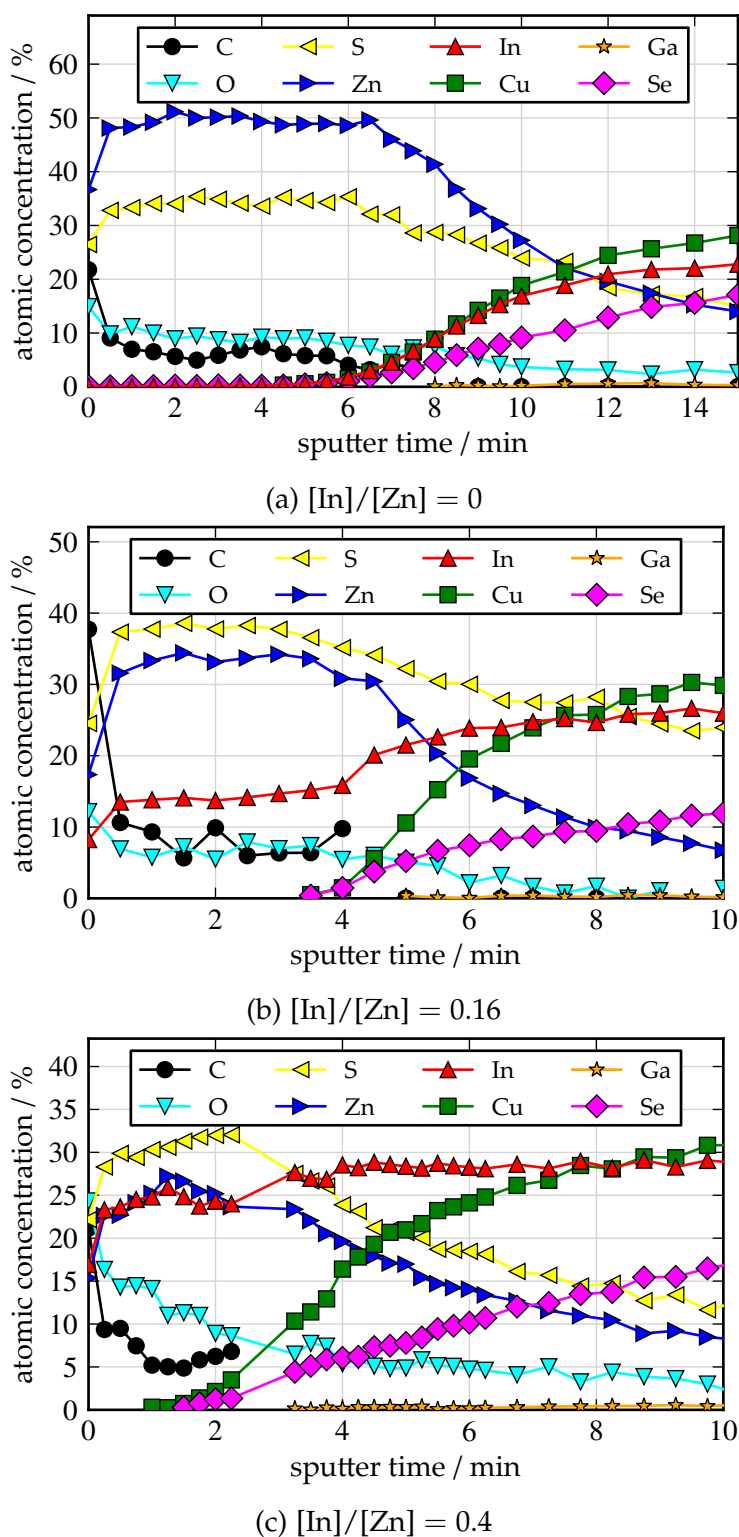 atomic concentration / %
60
50
40
30
20
10
0
C S In Ga
O Zn Cu Se
0 2 4 6 8 10 12 14
sputter time / min
(a) [In]/[Zn] = 0
atomic concentration / %
50
40
30
20
10
0
C S In Ga
O Zn Cu Se
0 2 4 6 8 10
sputter time / min
(b) [In]/[Zn] = 0.16
atomic concentration / %
40
35
30
25
20
15
10
5
0
C S In Ga
O Zn Cu Se
0 2 4 6 8 10
sputter time / min
(c) [In]/[Zn] = 0.4